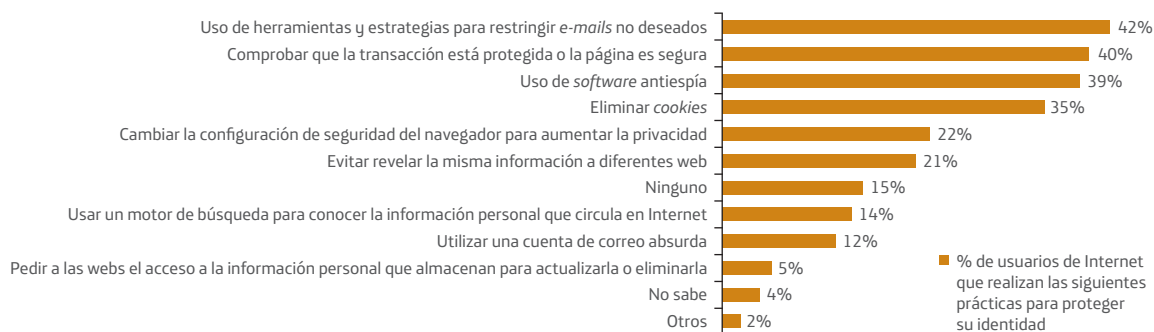 Uso de herramientas y estrategias para restringir e-mails no deseados 42%
Comprobar que la transacción está protegida o la página es segura 40%
Uso de software antiespía 39%
Eliminar cookies 35%
Cambiar la configuración de seguridad del navegador para aumentar la privacidad 22%
Evitar revelar la misma información a diferentes web 21%
Ninguno 15%
Usar un motor de búsqueda para conocer la información personal que circula en Internet 14%
Utilizar una cuenta de correo absurda 12%
Pedir a las webs el acceso a la información personal que almacenan para actualizarla o eliminarla 5%
No sabe 4%
Otros 2%
% de usuarios de Internet
que realizan las siguientes
prácticas para proteger
su identidad